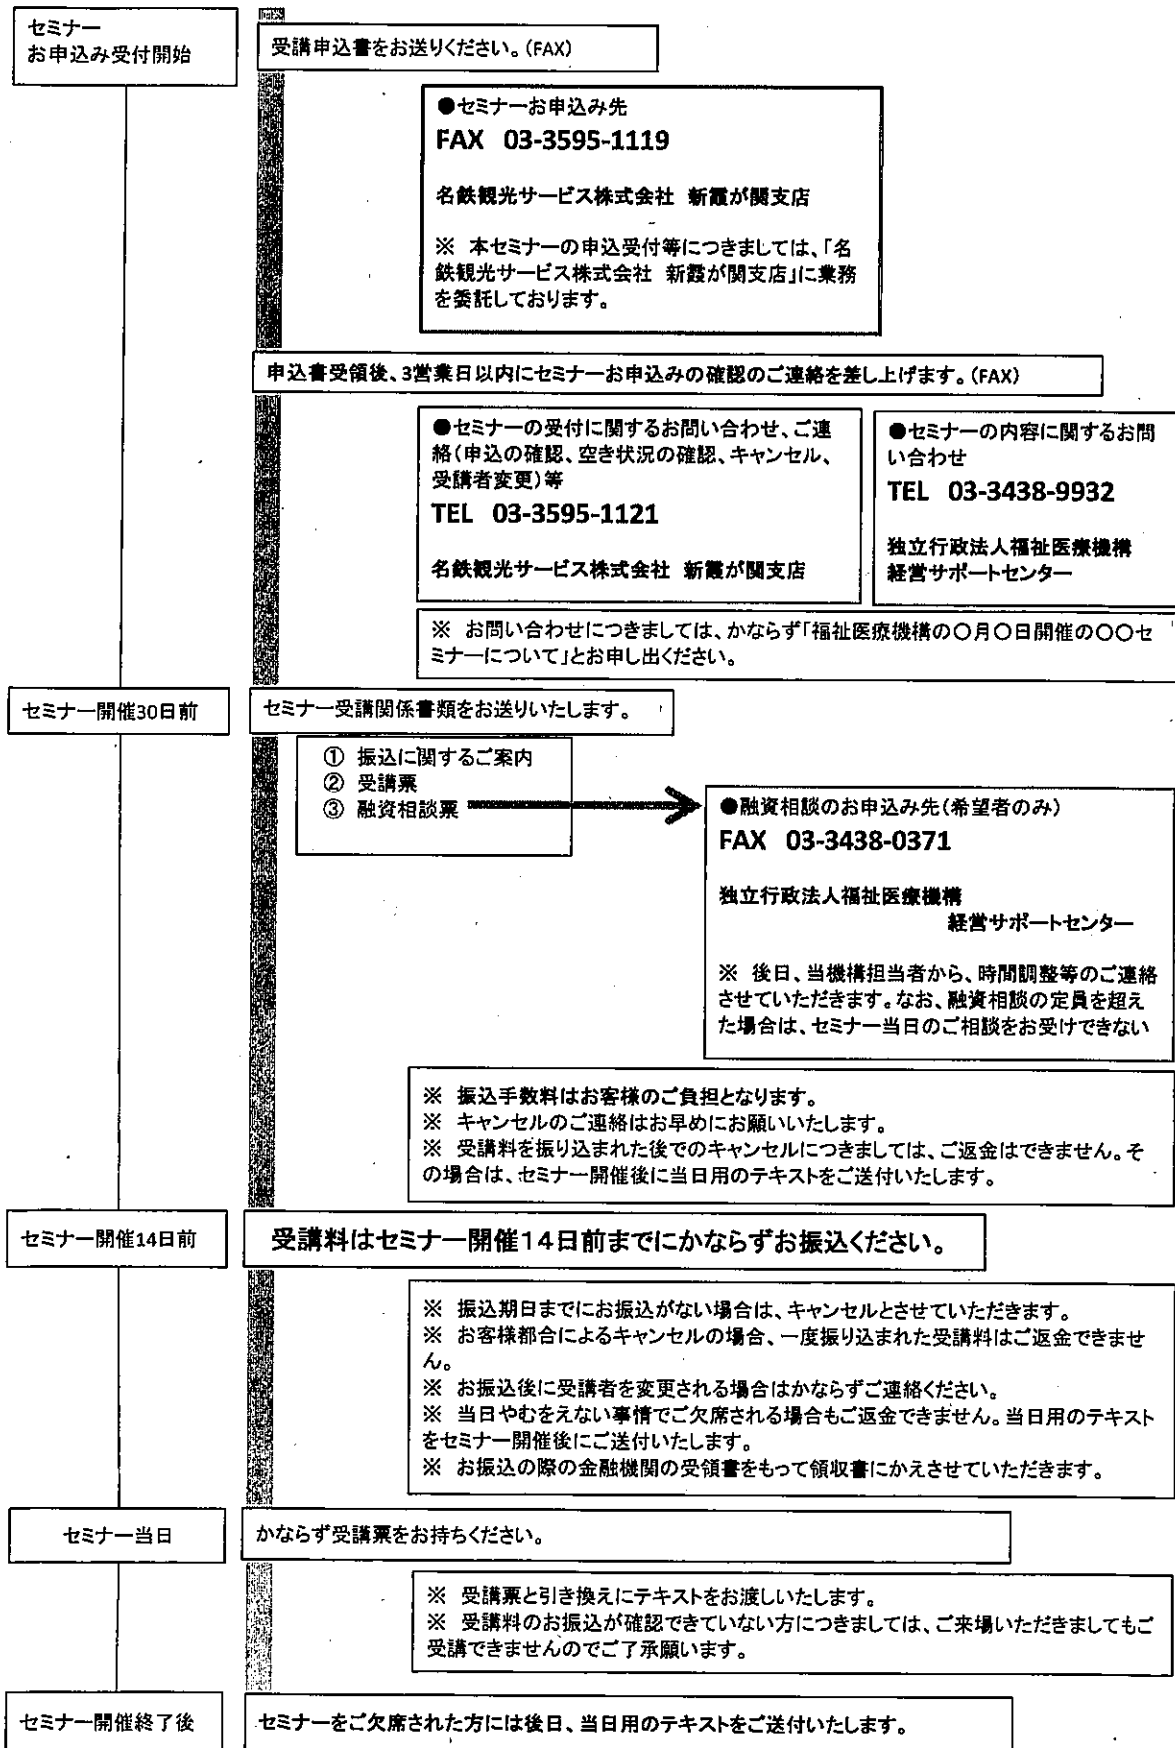 セミナー
お申込み受付開始
受講申込書をお送りください。(FAX)
●セミナーお申込み先
FAX 03-3595-1119
名鉄観光サービス株式会社 新霞が関支店
※ 本セミナーの申込受付等につきましては、「名
鉄観光サービス株式会社 新霞が関支店」に業務
を委託しております。
申込書受領後、3営業日以内にセミナーお申込みの確認のご連絡を差し上げます。(FAX)
●セミナーの受付に関するお問い合わせ、ご連
絡(申込の確認、空き状況の確認、キャンセル、
受講者変更)等
TEL 03-3595-1121
名鉄観光サービス株式会社 新霞が関支店
●セミナーの内容に関するお問
い合わせ
TEL 03-3438-9932
独立行政法人福祉医療機構
経営サポートセンター
※ お問い合わせにつきましては、かならず「福祉医療機構の〇月〇日開催の〇〇セ
ミナーについて」とお申し出ください。
セミナー開催30日前
セミナー受講関係書類をお送りいたします。
① 振込に関するご案内
② 受講票
③ 融資相談票
●融資相談のお申込み先(希望者のみ)
FAX 03-3438-0371
独立行政法人福祉医療機構
経営サポートセンター
※ 後日、当機構担当者から、時間調整等のご連絡
させていただきます。なお、融資相談の定員を超え
た場合は、セミナー当日のご相談をお受けできない
※ 振込手数料はお客様のご負担となります。
※ キャンセルのご連絡はお早めにお願いいたします。
※ 受講料を振り込まれた後でのキャンセルにつきましては、ご返金はできません。そ
の場合は、セミナー開催後に当日用のテキストをご送付いたします。
セミナー開催14日前
受講料はセミナー開催14日前までにかならずお振込ください。
※ 振込期日までにお振込がない場合は、キャンセルとさせていただきます。
※ お客様都合によるキャンセルの場合、一度振り込まれた受講料はご返金できませ
ん。
※ お振込後に受講者を変更される場合はかならずご連絡ください。
※ 当日やむをえない事情でご欠席される場合もご返金できません。当日用のテキスト
をセミナー開催後にご送付いたします。
※ お振込の際の金融機関の受領書をもって領収書にかえさせていただきます。
セミナー当日
かならず受講票をお持ちください。
※ 受講票と引き換えにテキストをお渡しいたします。
※ 受講料のお振込が確認できていない方につきましては、ご来場いただきましてもご
受講できませんのでご了承願います。
セミナー開催終了後
セミナーをご欠席された方には後日、当日用のテキストをご送付いたします。